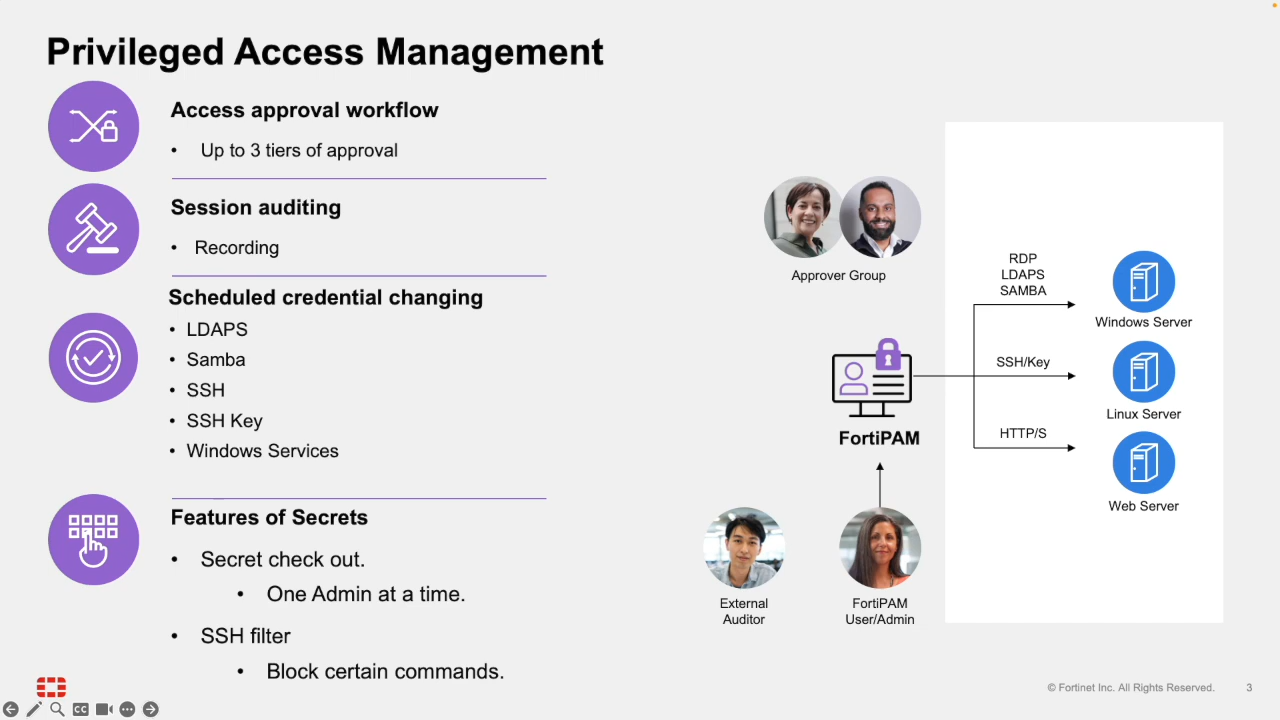 Privileged Access Management
Access approval workflow
• Up to 3 tiers of approval
Session auditing
• Recording
Scheduled credential changing
• LDAPS
• Samba
• SSH
• SSH Key
• Windows Services
Features of Secrets
• Secret check out.
• One Admin at a time.
• SSH filter
• Block certain commands.
Approver Group
FortiPAM
External
Auditor
FortiPAM
User/Admin
RDP
LDAPS
SAMBA
Windows Server
SSH/Key
Linux Server
HTTP/S
Web Server
CC
© Fortinet Inc. All Rights Reserved.
3